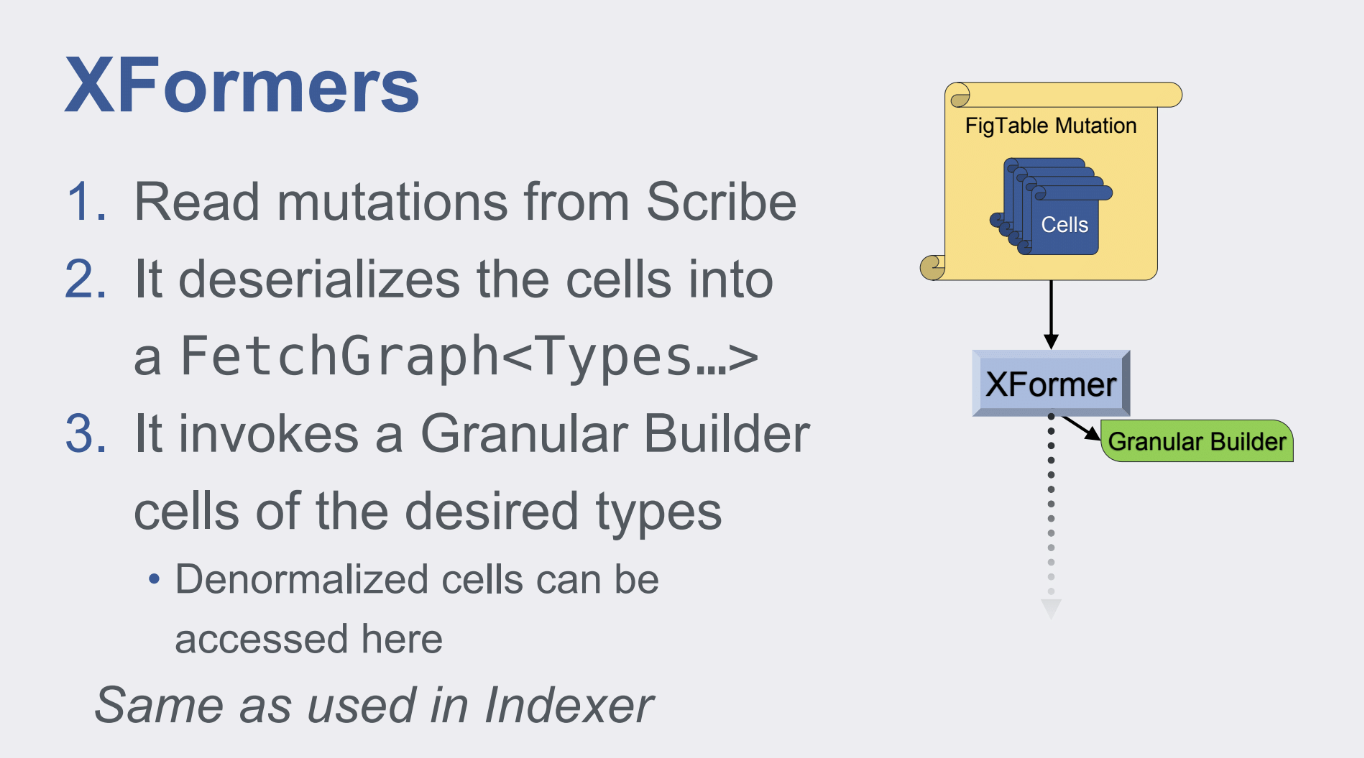 XFormers
1. Read mutations from Scribe
2. It deserializes the cells into
a FetchGraph<Types…>
3. It invokes a Granular Builder
cells of the desired types
• Denormalized cells can be
accessed here
Same as used in Indexer
FigTable Mutation
Cells
XFormer
Granular Builder